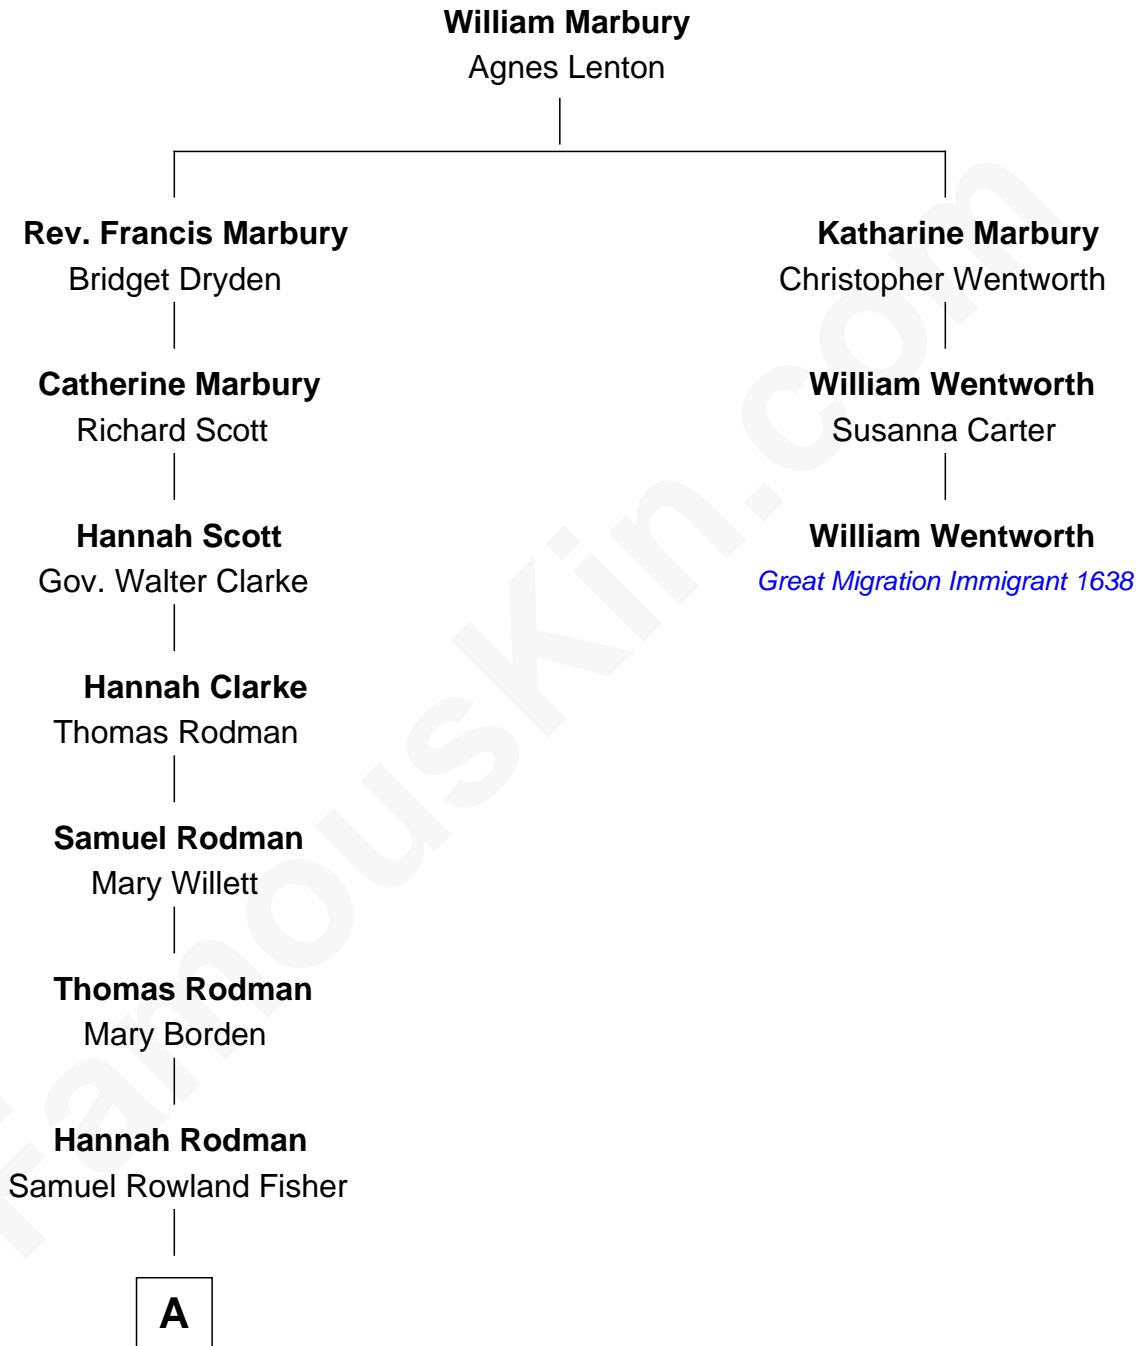 William Marbury
Agnes Lenton
Rev. Francis Marbury
Bridget Dryden
Katharine Marbury
Christopher Wentworth
Catherine Marbury
Richard Scott
William Wentworth
Susanna Carter
Hannah Scott
Gov. Walter Clarke
William Wentworth
Great Migration Immigrant 1638
Hannah Clarke
Thomas Rodman
Samuel Rodman
Mary Willett
Thomas Rodman
Mary Borden
Hannah Rodman
Samuel Rowland Fisher
A
FamousKin.com